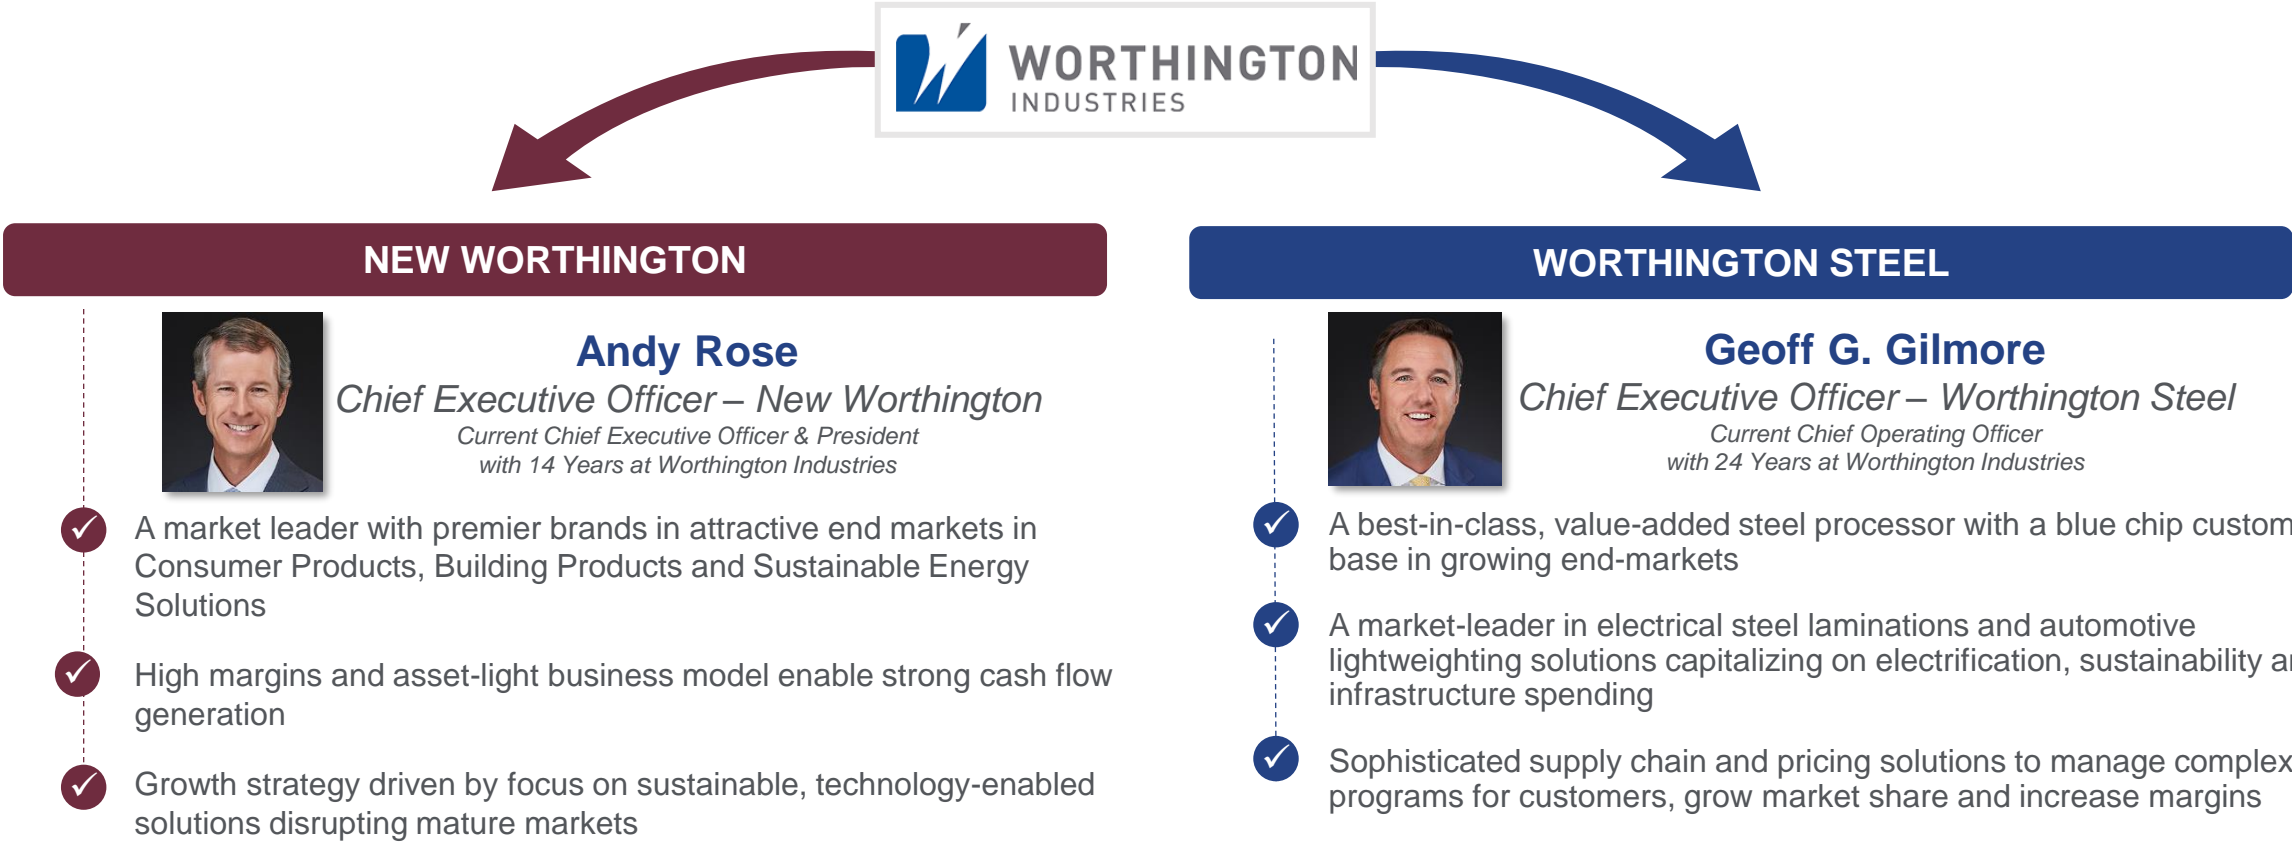 WORTHINGTON
INDUSTRIES
NEW WORTHINGTON
Andy Rose
Chief Executive Officer – New Worthington
Current Chief Executive Officer & President
with 14 Years at Worthington Industries
A market leader with premier brands in attractive end markets in
Consumer Products, Building Products and Sustainable Energy
Solutions
High margins and asset-light business model enable strong cash flow
generation
Growth strategy driven by focus on sustainable, technology-enabled
solutions disrupting mature markets
WORTHINGTON STEEL
Geoff G. Gilmore
Chief Executive Officer – Worthington Steel
Current Chief Operating Officer
with 24 Years at Worthington Industries
A best-in-class, value-added steel processor with a blue chip
base in growing end-markets
A market-leader in electrical steel laminations and automotive
lightweighting solutions capitalizing on electrification, sustainability
infrastructure spending
Sophisticated supply chain and pricing solutions to manage complex
programs for customers, grow market share and increase margins